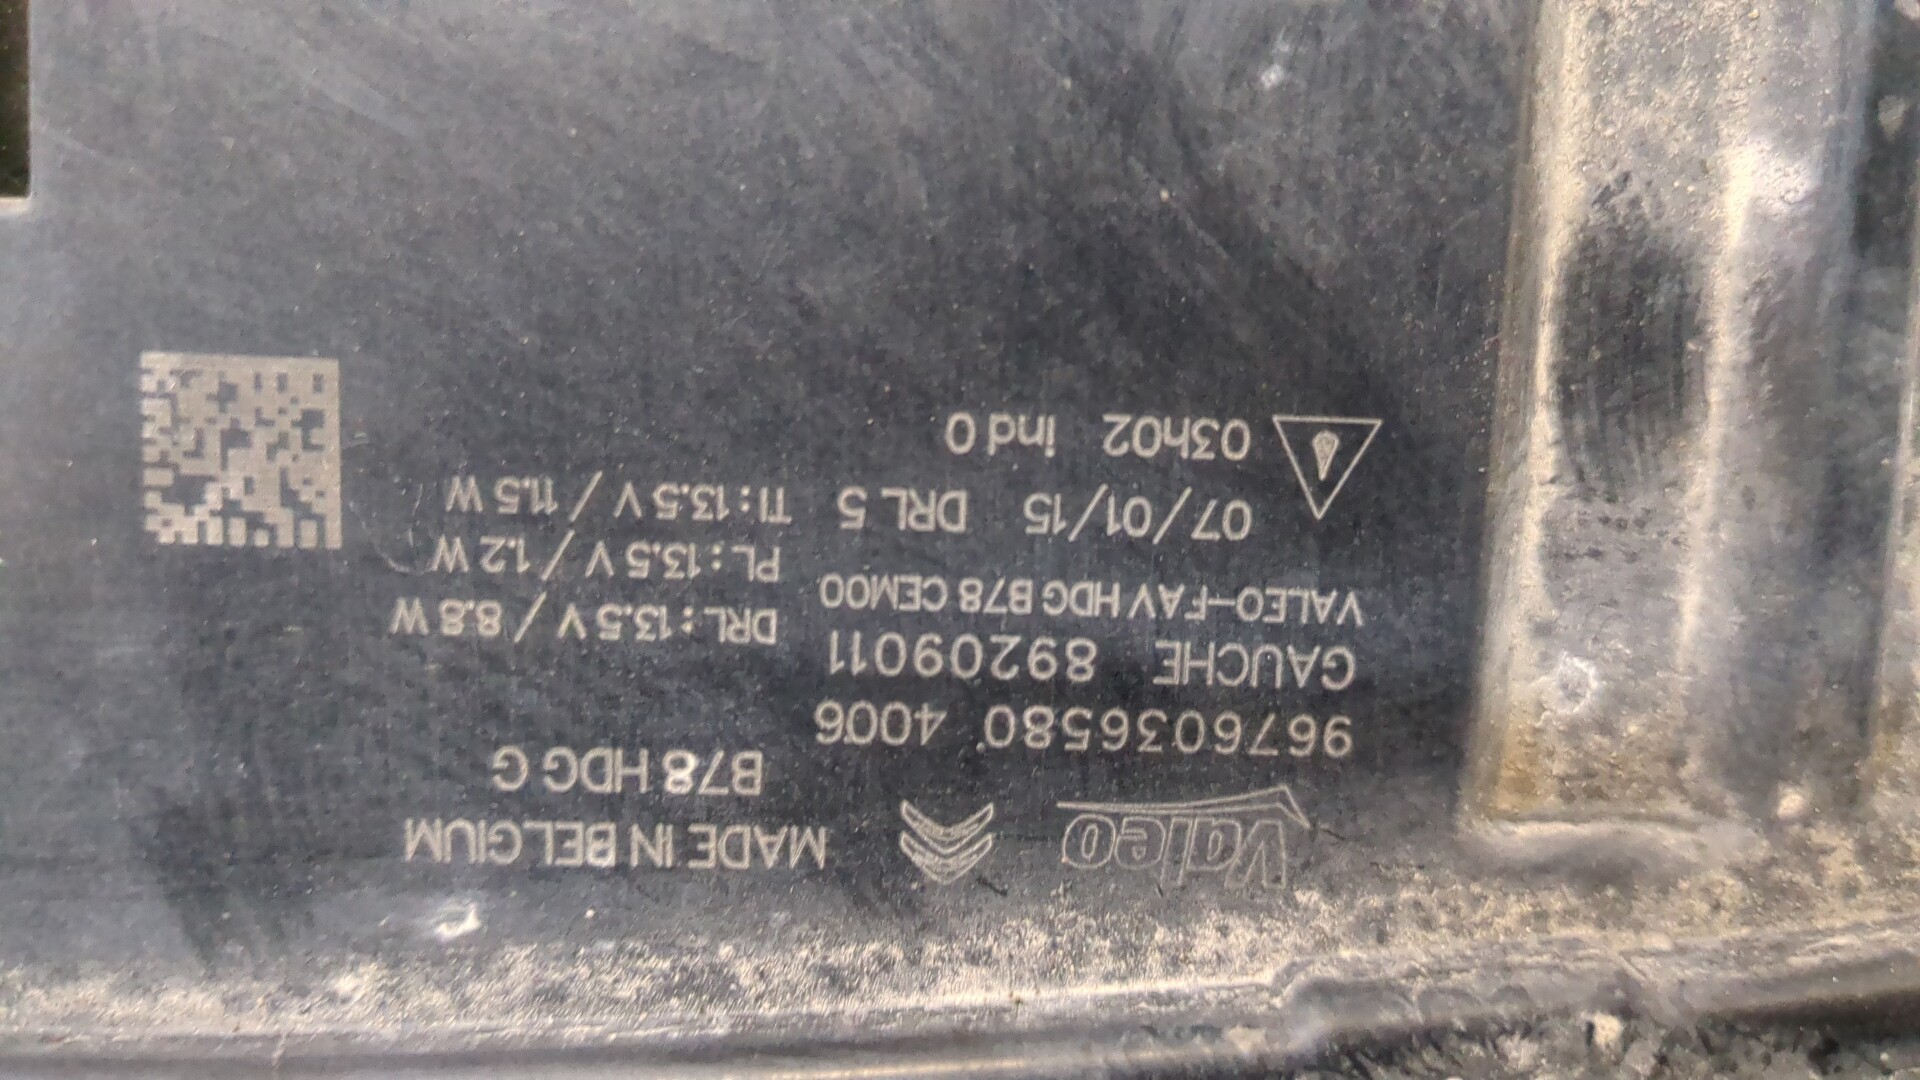 Valeo
MADE IN BELGIUM
B78 HDG G
9676036580 4006
GAUCHE 89209011
DRL : 13.5 V / 8.8 W
VALEO-FAV HDG B78 CEM00
PL : 13.5 V / 1.2 W
07/01/15 DRL 5
TI : 13.5 V / 11.5 W
03h02 ind 0